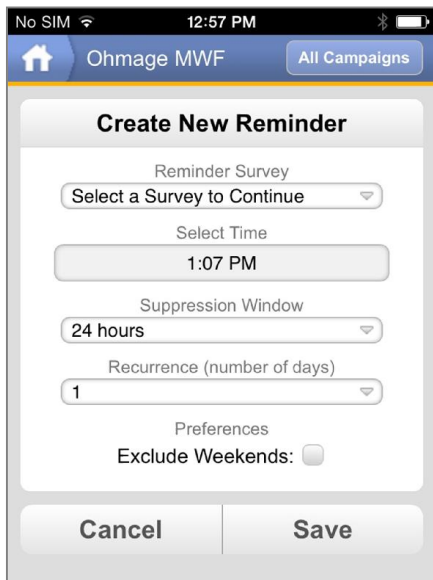 No SIM 12:57 PM
Ohmage MWF All Campaigns
Create New Reminder
Reminder Survey
Select a Survey to Continue
Select Time
1:07 PM
Suppression Window
24 hours
Recurrence (number of days)
1
Preferences
Exclude Weekends:
Cancel Save